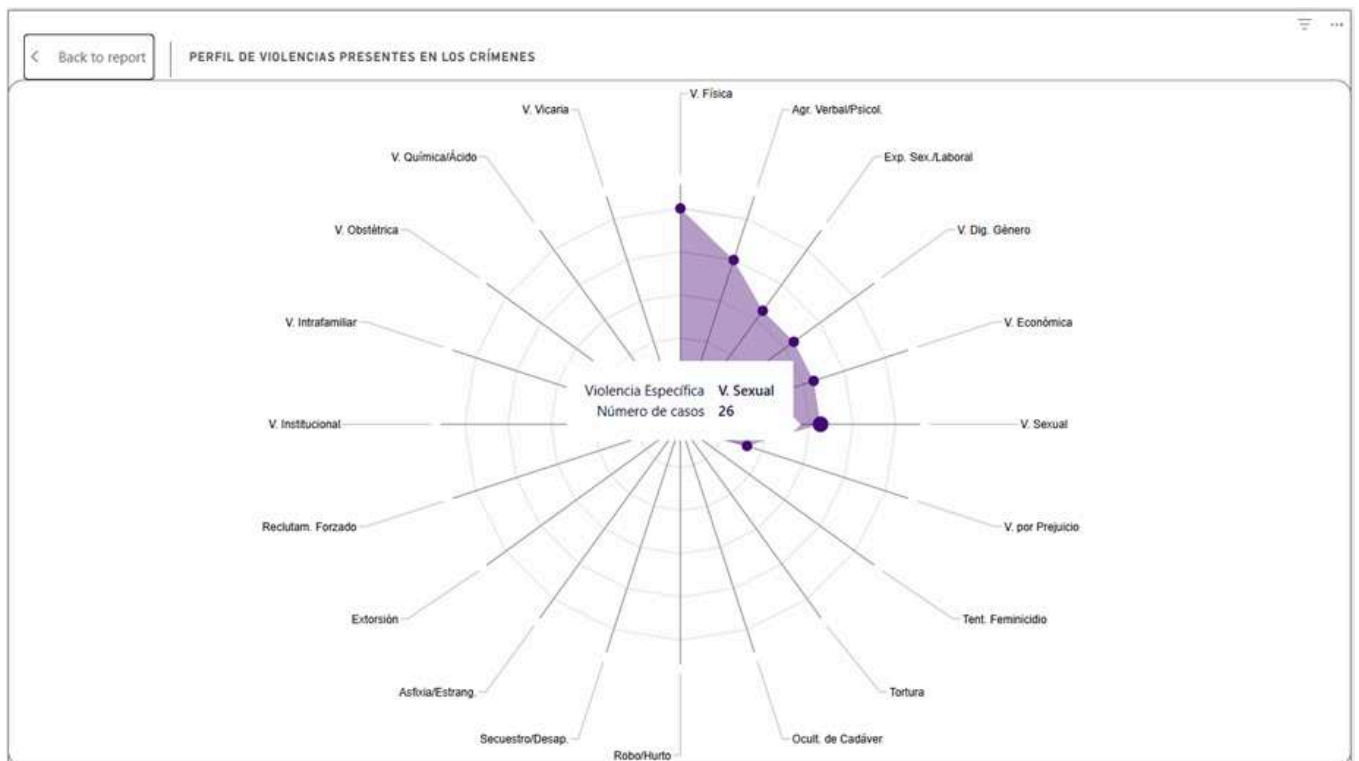 Back to report
PERFIL DE VIOLENCIAS PRESENTES EN LOS CRÍMENES
V. Física
V. Vicaria
Agr. Verbal/Psicol.
V. Química/Ácido
Exp. Sex./Laboral
V. Obstétrica
V. Dig. Género
V. Intrafamiliar
V. Económica
Violencia Específica V. Sexual
Número de casos 26
V. Institucional
V. Sexual
Reclutam. Forzado
V. por Prejuicio
Extorsión
Tent. Feminicidio
Asfixia/Estrang.
Tortura
Secuestro/Desap.
Ocult. de Cadáver
Robo/Hurto